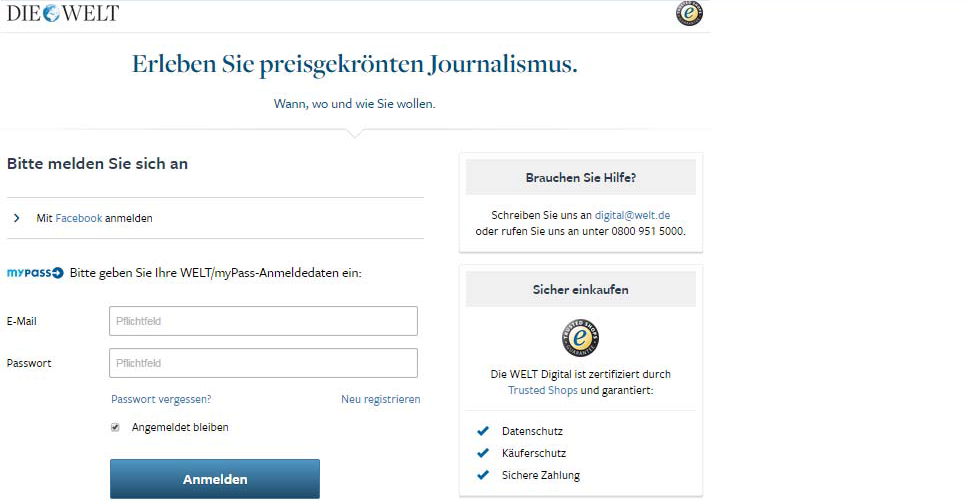 DIE WELT
Erleben Sie preisgekrönten Journalismus.
Wann, wo und wie Sie wollen.
Bitte melden Sie sich an
Mit Facebook anmelden
myPass Bitte geben Sie Ihre WELT/myPass-Anmeldedaten ein:
E-Mail
Pflichtfeld
Passwort
Pflichtfeld
Passwort vergessen?
Neu registrieren
Angemeldet bleiben
Anmelden
Brauchen Sie Hilfe?
Schreiben Sie uns an digital@welt.de
oder rufen Sie uns an unter 0800 951 5000.
Sicher einkaufen
TRUSTED SHOPS
GUARANTEE
Die WELT Digital ist zertifiziert durch
Trusted Shops und garantiert:
Datenschutz
Käuferschutz
Sichere Zahlung